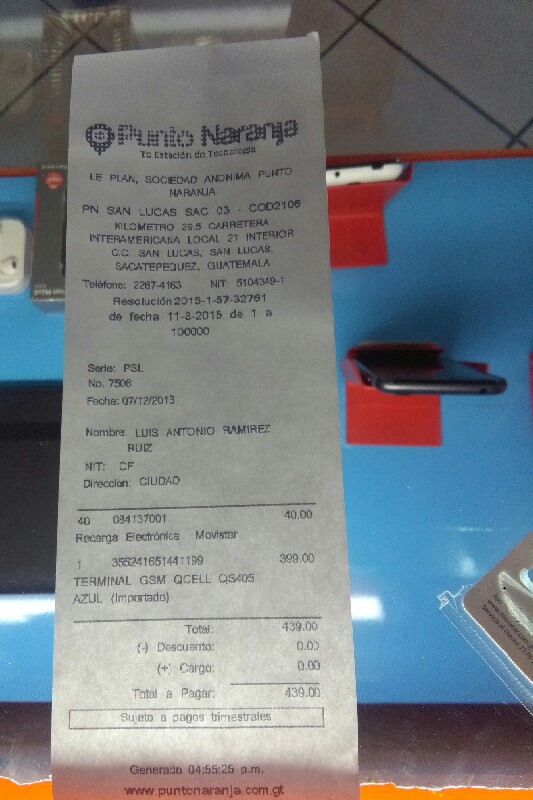 Punto Naranja
Tu Estación de Tecnología
LE PLAN, SOCIEDAD ANONIMA PUNTO
NARANJA
PN SAN LUCAS SAC 03 - COD2106
KILOMETRO 29.5 CARRETERA
INTERAMERICANA LOCAL 21 INTERIOR
C.C. SAN LUCAS, SAN LUCAS,
SACATEPEQUEZ, GUATEMALA
Teléfono: 2267-4163 NIT: 5104349-1
Resolución 2015-1-57-32761
de fecha 11-8-2015 de 1 a
100000
Serie: PSL
No. 7506
Fecha: 07/12/2013
Nombre: LUIS ANTONIO RAMIREZ
RUIZ
NIT: CF
Dirección: CIUDAD
40 034137001 40.00
Recarga Electrónica Movistar
1 355241651441199 399.00
TERMINAL GSM QCELL QS405
AZUL (Importado)
Total: 439.00
(-) Descuento: 0.00
(+) Cargo: 0.00
Total a Pagar: 439.00
Sujeto a pagos trimestrales
Generado 04:55:25 p.m.
www.puntonaranja.com.gt